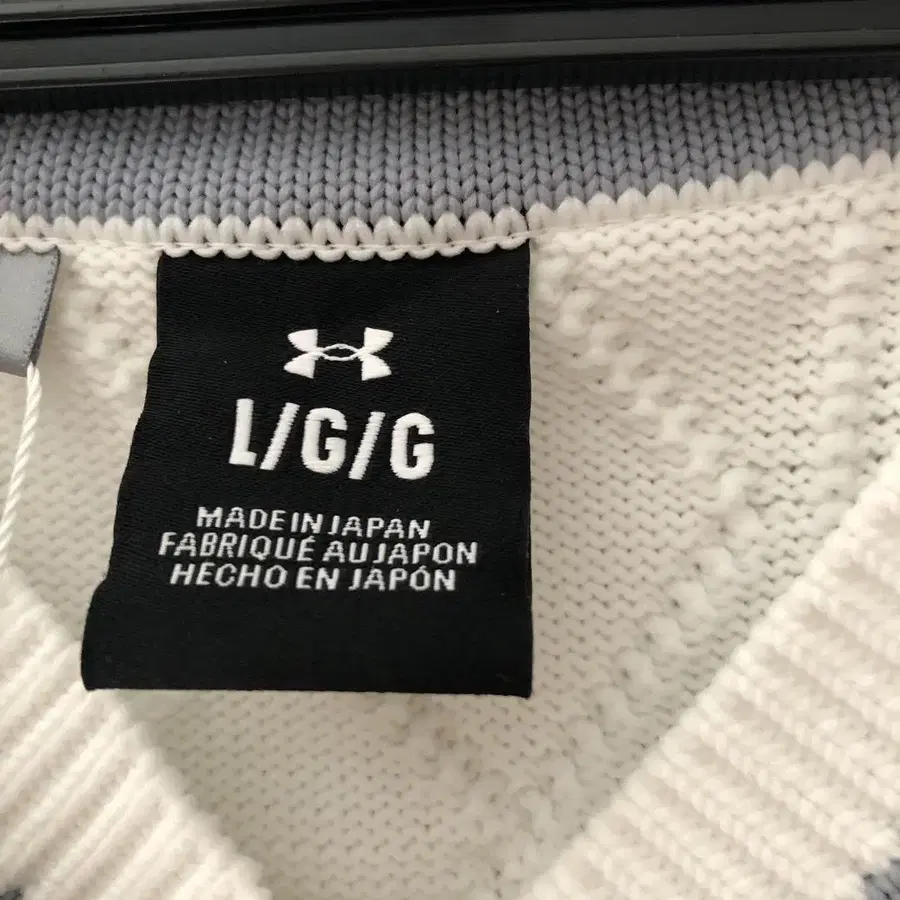 L/G/G
MADE IN JAPAN
FABRIQUÉ AU JAPON
HECHO EN JAPÓN